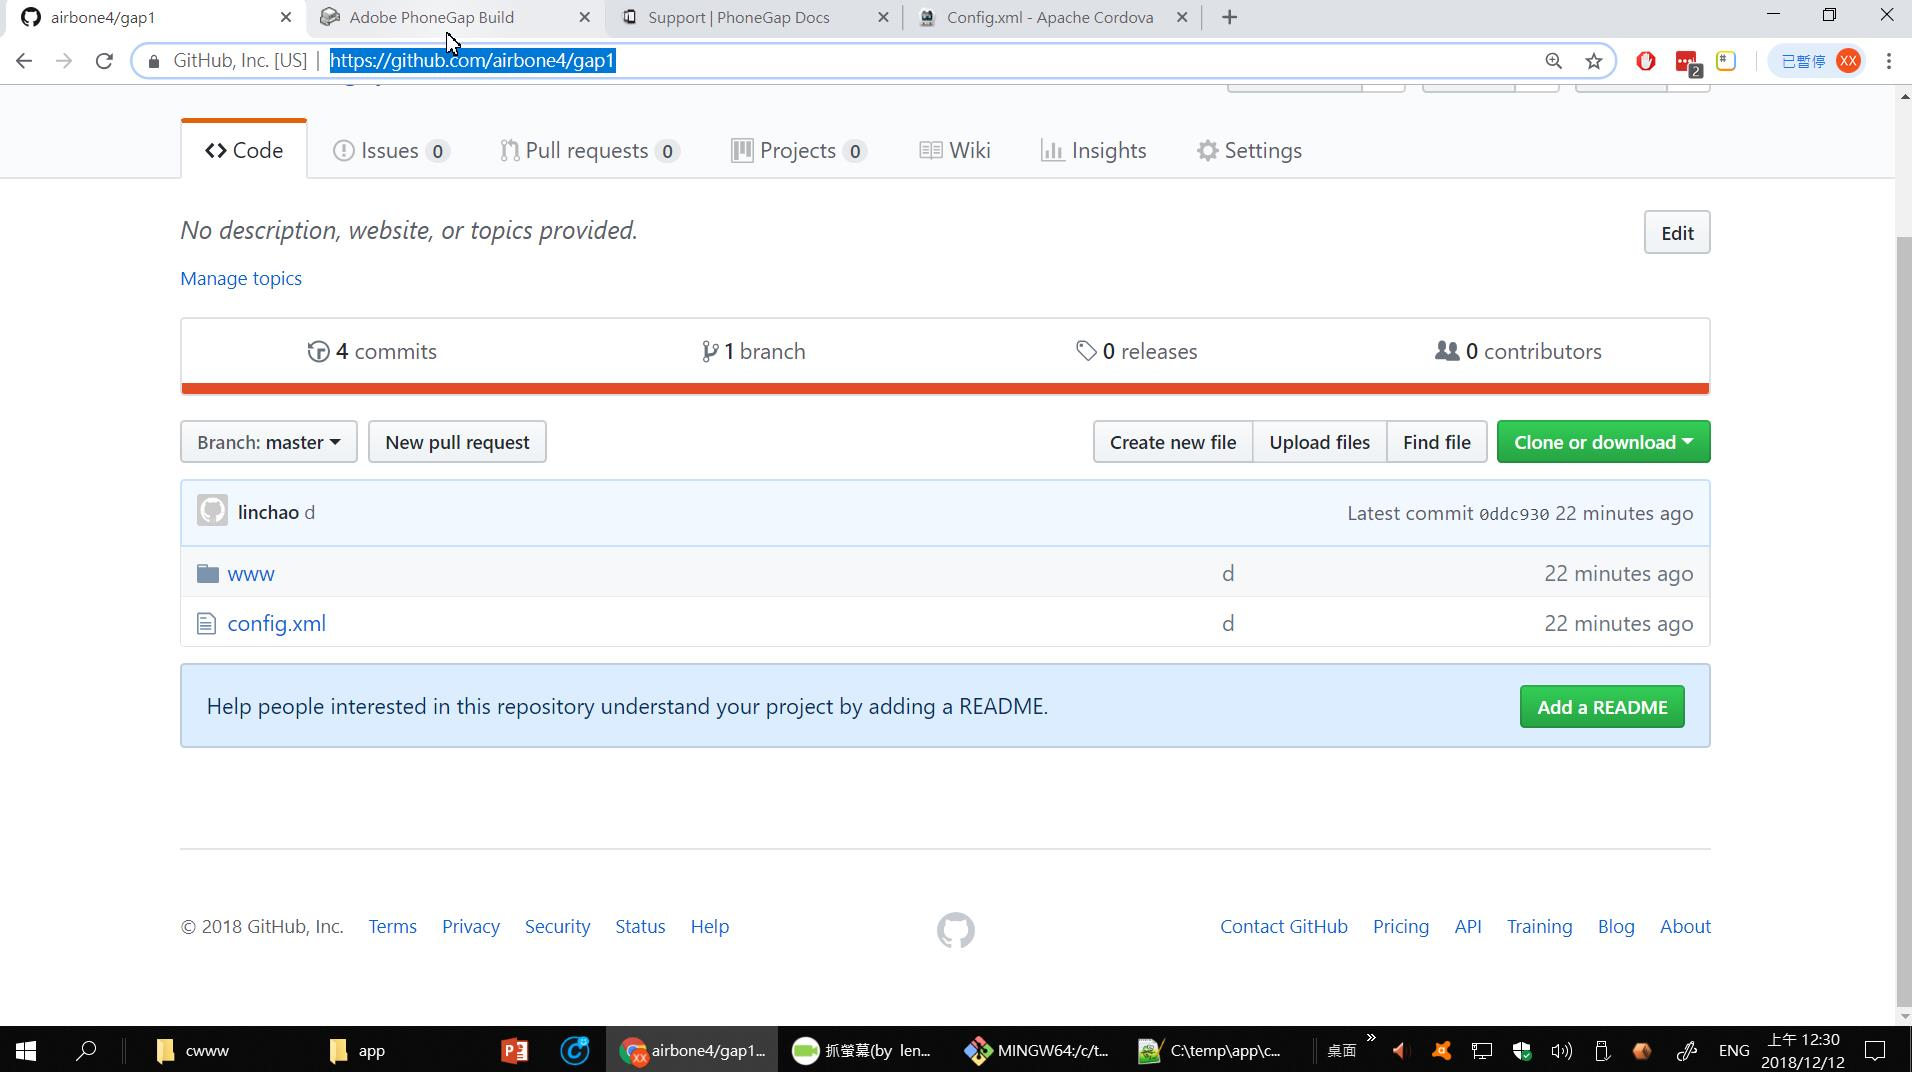 airbone4/gap1
Adobe PhoneGap Build
Support | PhoneGap Docs
Config.xml - Apache Cordova
GitHub, Inc. [US] | https://github.com/airbone4/gap1
2
已暫停 XX
Code
Issues 0
Pull requests 0
Projects 0
Wiki
Insights
Settings
No description, website, or topics provided.
Edit
Manage topics
4 commits
1 branch
0 releases
0 contributors
Branch: master
New pull request
Create new file
Upload files
Find file
Clone or download
linchao d
Latest commit 0ddc930 22 minutes ago
www d 22 minutes ago
config.xml d 22 minutes ago
Help people interested in this repository understand your project by adding a README.
Add a README
© 2018 GitHub, Inc. Terms Privacy Security Status Help
Contact GitHub Pricing API Training Blog About
cwww
app
airbone4/gap1...
抓螢幕(by len...
MINGW64:/c/t...
C:\temp\app\c...
桌面
ENG
上午 12:30
2018/12/12